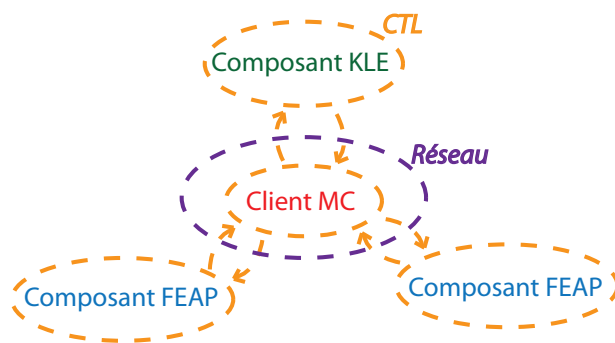 CTL
Composant KLE
Réseau
Client MC
Composant FEAP
Composant FEAP